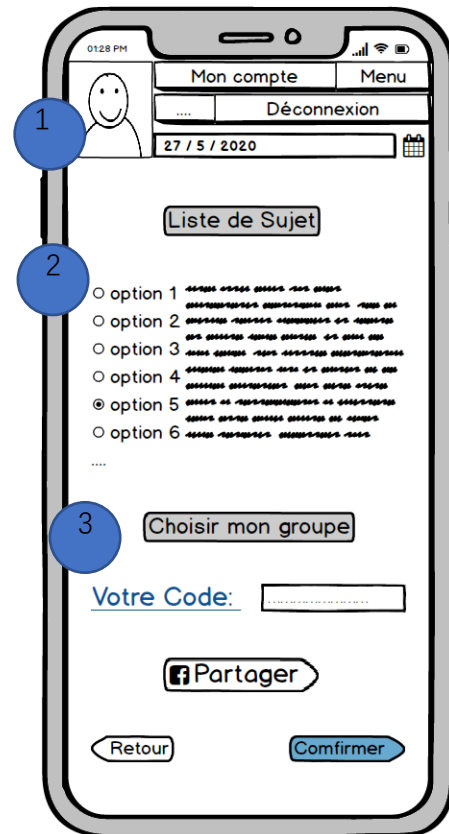 01:28 PM
Mon compte
Menu
....
Déconnexion
1
27 / 5 / 2020
Liste de Sujet
2
option 1
option 2
option 3
option 4
option 5
option 6
....
3
Choisir mon groupe
Votre Code:
......................
Partager
Retour
Comfirmer